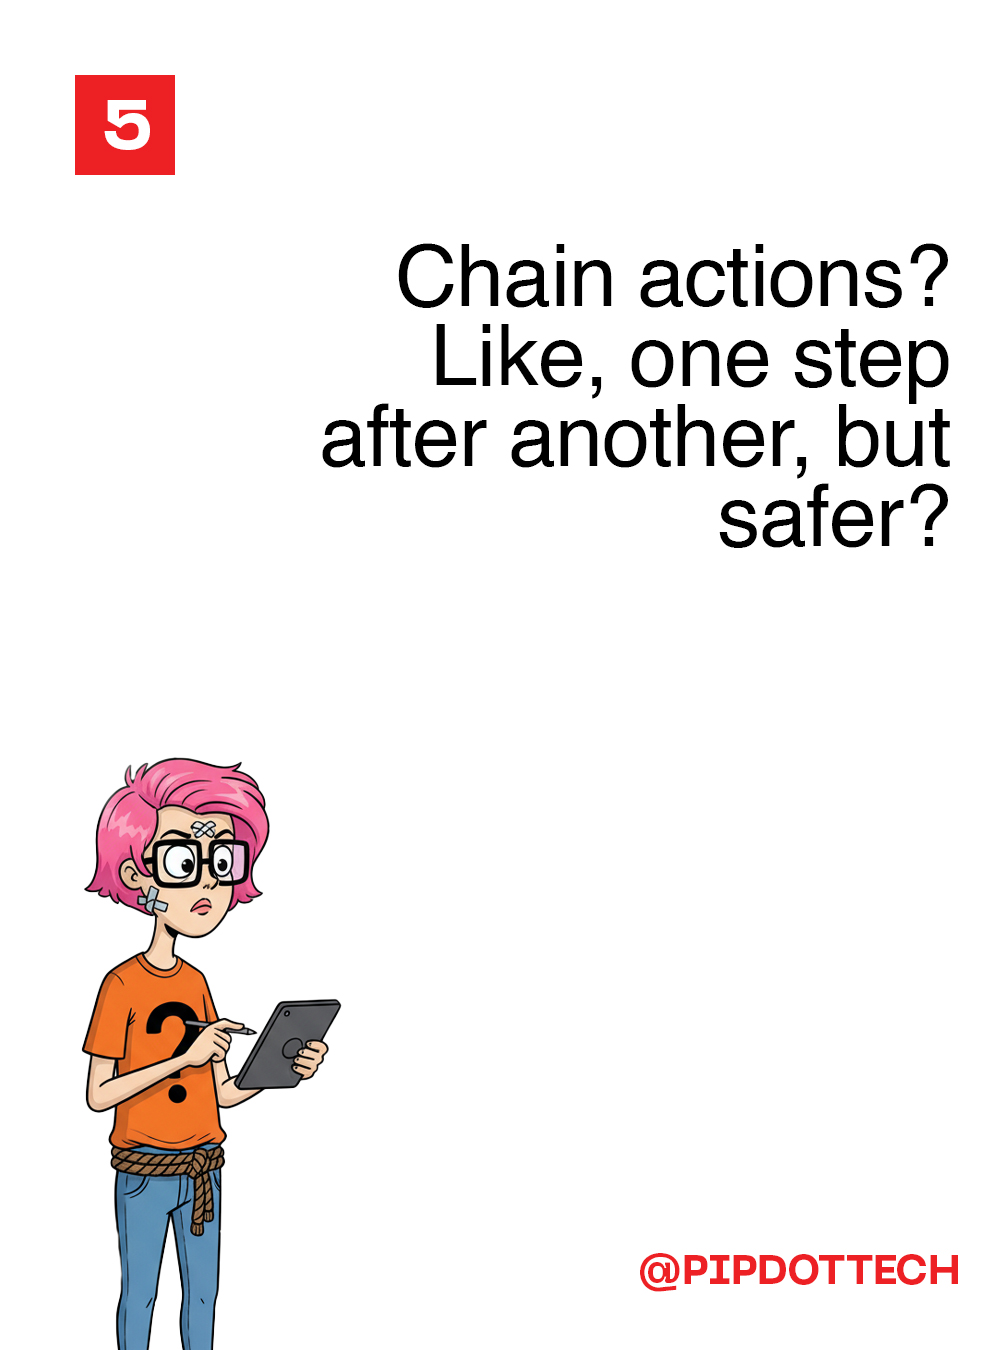 5
Chain actions?
Like, one step
after another, but
safer?
?
@PIPDOTTECH